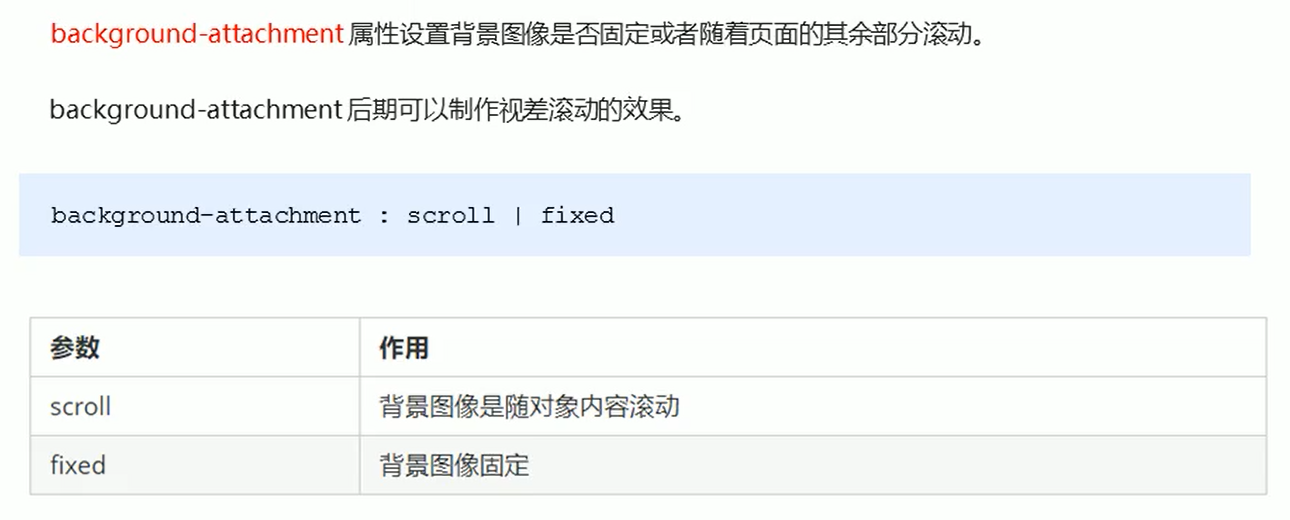 background-attachment 属性设置背景图像是否固定或者随着页面的其余部分滚动。
background-attachment 后期可以制作视差滚动的效果。
background-attachment : scroll | fixed
参数 作用
scroll 背景图像是随对象内容滚动
fixed 背景图像固定